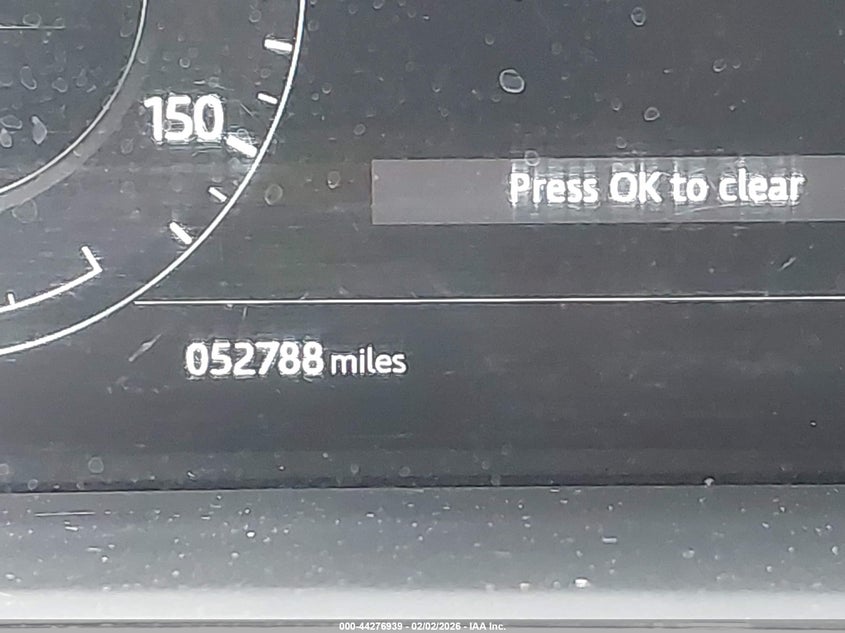 150
Press OK to clear
052788 miles
000-44276939 - 02/02/2026 - IAA Inc.